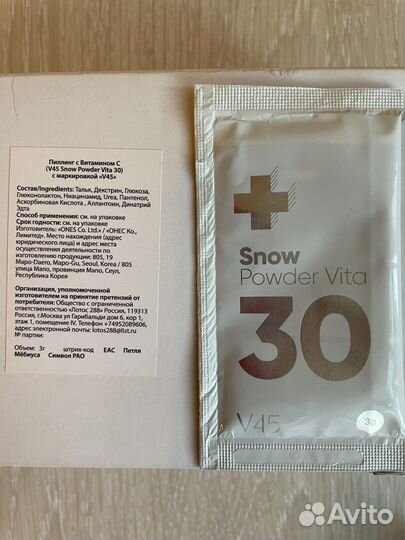 Пиллинг с Витамином С
(V45 Snow Powder Vita 30)
с маркировкой «V45»
Состав/Ingredients: Тальк, Декстрин, Глюкоза,
Глюконолактон, Ниацинамид, Urea, Пантенол,
Аскорбиновая Кислота , Аллантоин, Динатрий
Эдта
Способ применения: см. на упаковке
Срок годности: см. на упаковке
Изготовитель: «ONES Co. Ltd.» / «ОНЕС Ко.,
Лимитед». Место нахождения (адрес
юридического лица) и адрес места
осуществления деятельности по
изготовлению продукции: 805, 19
Mapo-Daero, Mapo-Gu, Seoul, Korea / 805
улица Мапо, провинция Мапо, Сеул,
Республика Корея
Организация, уполномоченной
изготовителем на принятие претензий от
потребителя: Общество с ограниченной
ответственностью «Лотос 288» Россия, 119313
Россия, г.Москва ул Гарибальди дом 6, кор 1,
этаж 1, помещение IV. Телефон +74952089606,
адрес электронной почты: lotos288@list.ru
№ партии:
Объем: 3г штрих-код ЕАС Петля
Мёбиуса Символ РАО
Snow
Powder Vita
30
V45
3g
Avito